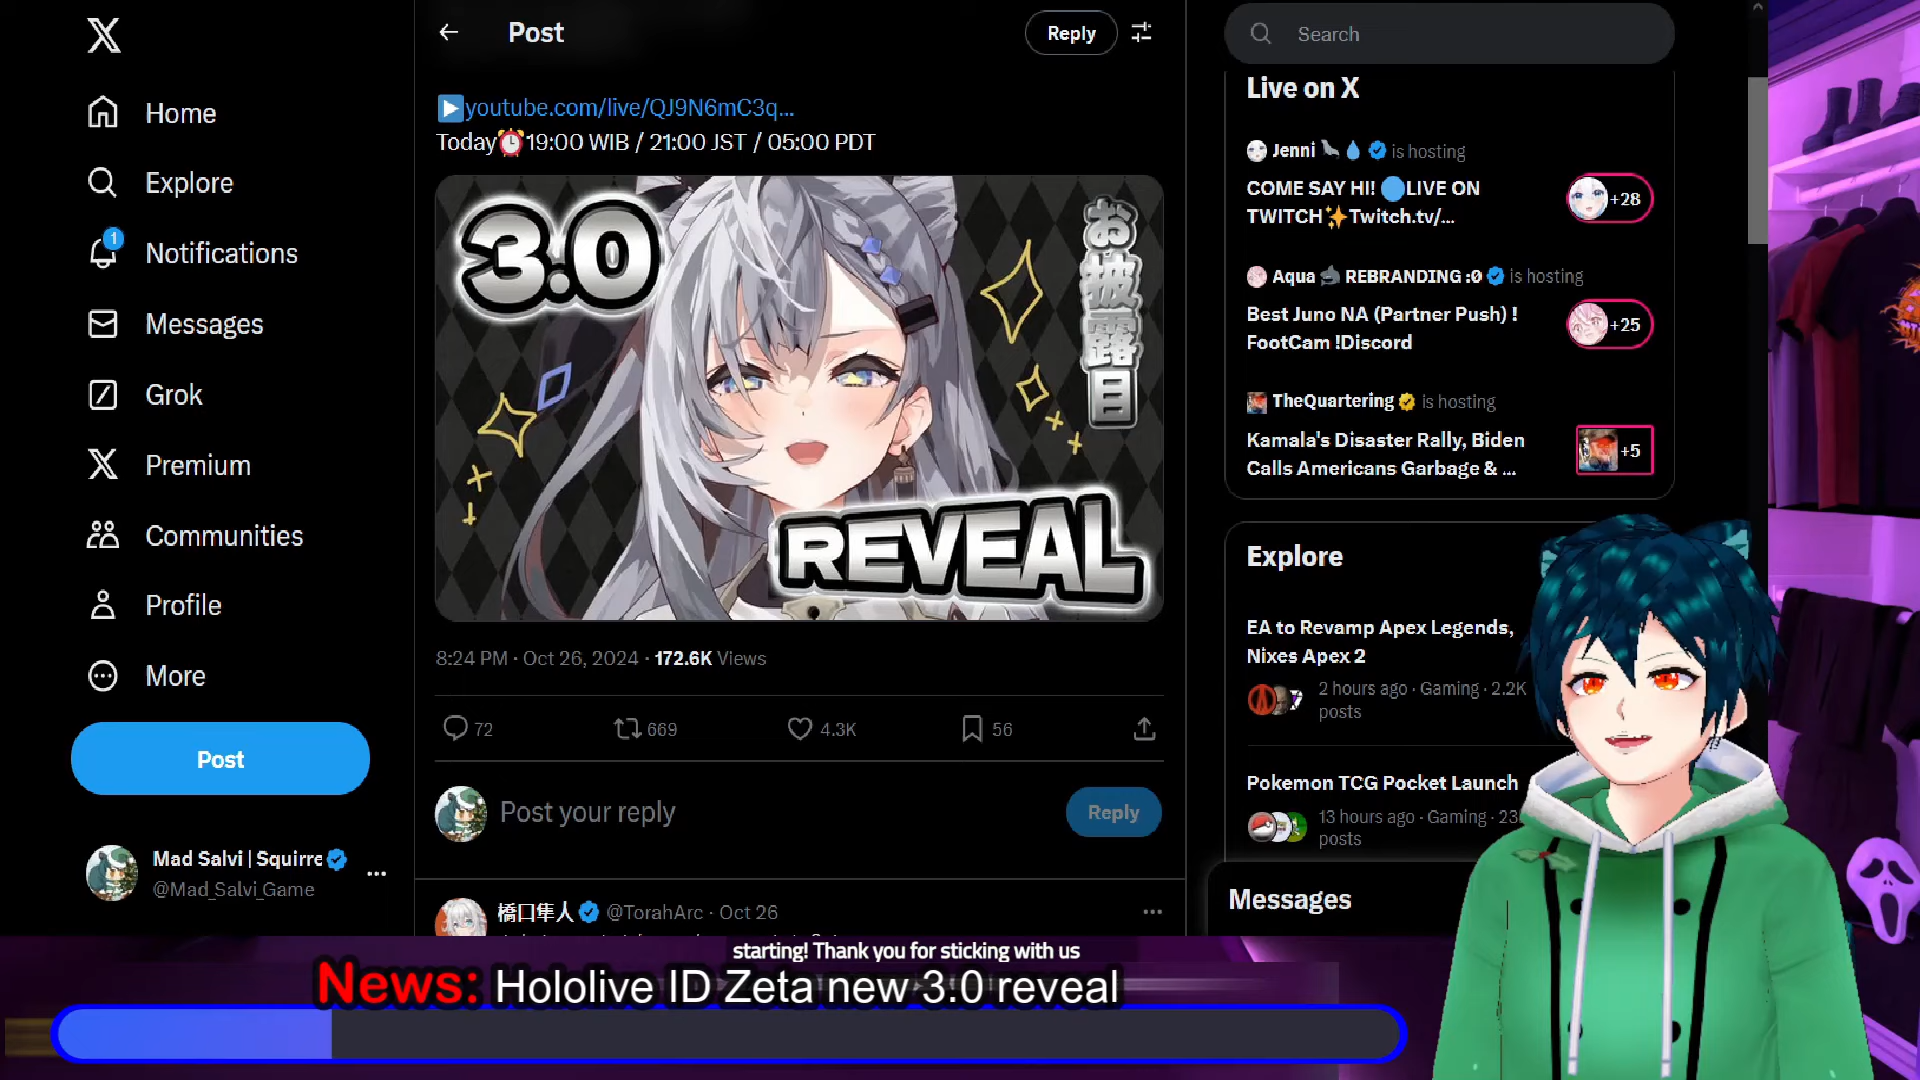 Home
Explore
1
Notifications
Messages
Grok
Premium
Communities
Profile
More
Post
Mad Salvi | Squirre
@Mad_Salvi_Game
Post
Reply
youtube.com/live/QJ9N6mC3q...
Today⏰19:00 WIB / 21:00 JST / 05:00 PDT
3.0
お披露目
REVEAL
8:24 PM · Oct 26, 2024 · 172.6K Views
72
669
4.3K
56
Post your reply
Reply
橋口隼人 @TorahArc · Oct 26
Search
Live on X
Jenni is hosting
COME SAY HI! 🔵LIVE ON
TWITCH✨Twitch.tv/...
+28
Aqua REBRANDING :0 is hosting
Best Juno NA (Partner Push) !
FootCam !Discord
+25
TheQuartering is hosting
Kamala's Disaster Rally, Biden
Calls Americans Garbage & ...
+5
Explore
EA to Revamp Apex Legends,
Nixes Apex 2
2 hours ago · Gaming · 2.2K
posts
Pokemon TCG Pocket Launch
13 hours ago · Gaming · 23
posts
Messages
starting! Thank you for sticking with us
News: Hololive ID Zeta new 3.0 reveal